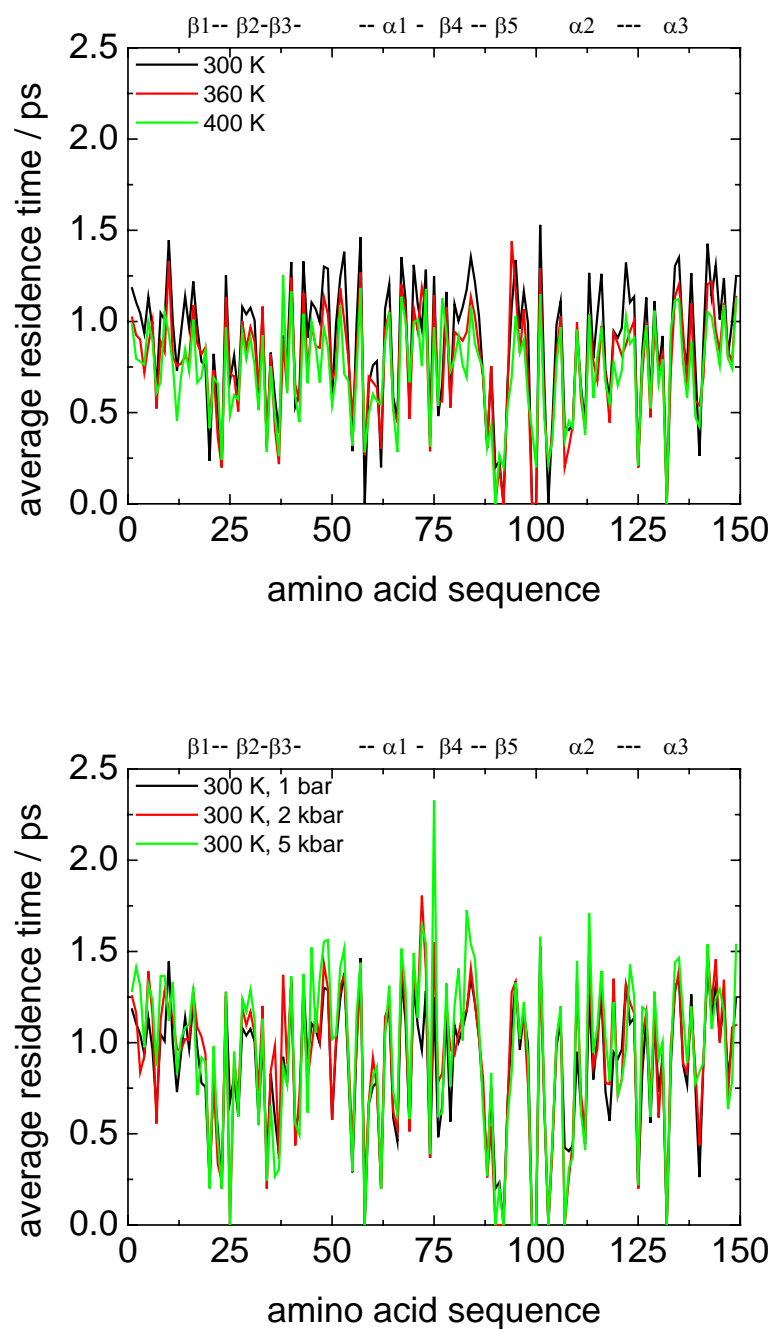 β1-- β2-β3- -- α1 - β4 -- β5 α2 --- α3
2.5
300 K
360 K
400 K
2.0
1.5
1.0
0.5
0.0
average residence time / ps
0 25 50 75 100 125 150
amino acid sequence
β1-- β2-β3- -- α1 - β4 -- β5 α2 --- α3
2.5
300 K, 1 bar
300 K, 2 kbar
300 K, 5 kbar
2.0
1.5
1.0
0.5
0.0
average residence time / ps
0 25 50 75 100 125 150
amino acid sequence